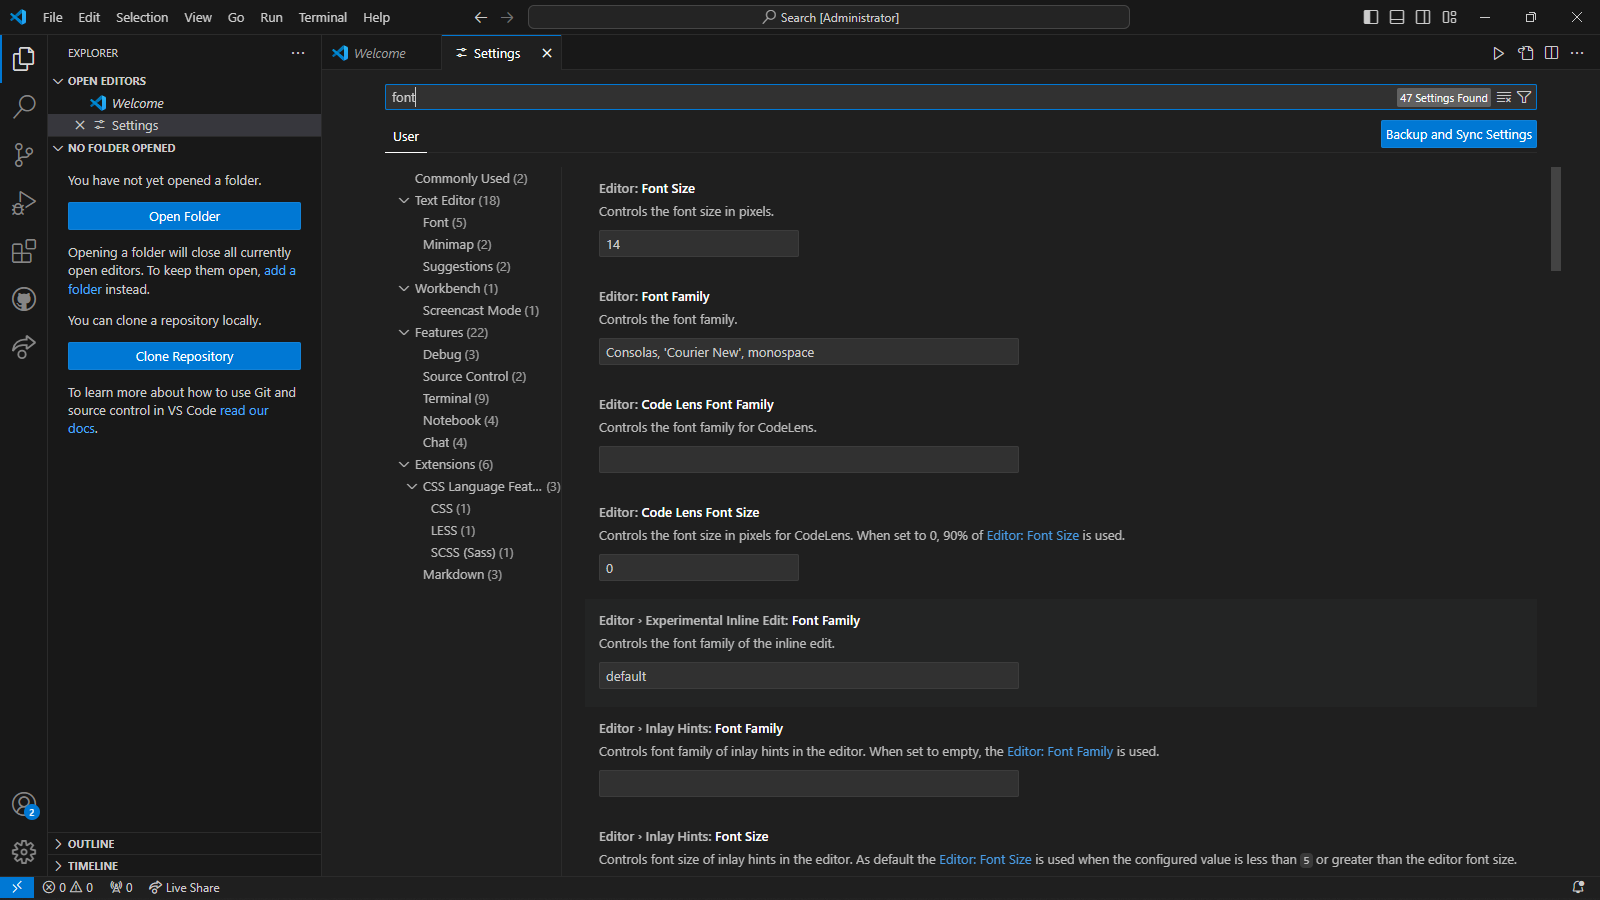 File Edit Selection View Go Run Terminal Help
Search [Administrator]
EXPLORER
OPEN EDITORS
Welcome
Settings
NO FOLDER OPENED
You have not yet opened a folder.
Open Folder
Opening a folder will close all currently
open editors. To keep them open, add a
folder instead.
You can clone a repository locally.
Clone Repository
To learn more about how to use Git and
source control in VS Code read our
docs.
OUTLINE
TIMELINE
Welcome
Settings
font
47 Settings Found
User
Backup and Sync Settings
Commonly Used (2)
Text Editor (18)
Font (5)
Minimap (2)
Suggestions (2)
Workbench (1)
Screencast Mode (1)
Features (22)
Debug (3)
Source Control (2)
Terminal (9)
Notebook (4)
Chat (4)
Extensions (6)
CSS Language Feat... (3)
CSS (1)
LESS (1)
SCSS (Sass) (1)
Markdown (3)
Editor: Font Size
Controls the font size in pixels.
14
Editor: Font Family
Controls the font family.
Consolas, 'Courier New', monospace
Editor: Code Lens Font Family
Controls the font family for CodeLens.
Editor: Code Lens Font Size
Controls the font size in pixels for CodeLens. When set to 0, 90% of Editor: Font Size is used.
0
Editor › Experimental Inline Edit: Font Family
Controls the font family of the inline edit.
default
Editor › Inlay Hints: Font Family
Controls font family of inlay hints in the editor. When set to empty, the Editor: Font Family is used.
Editor › Inlay Hints: Font Size
Controls font size of inlay hints in the editor. As default the Editor: Font Size is used when the configured value is less than 5 or greater than the editor font size.
2
0 0 0 Live Share